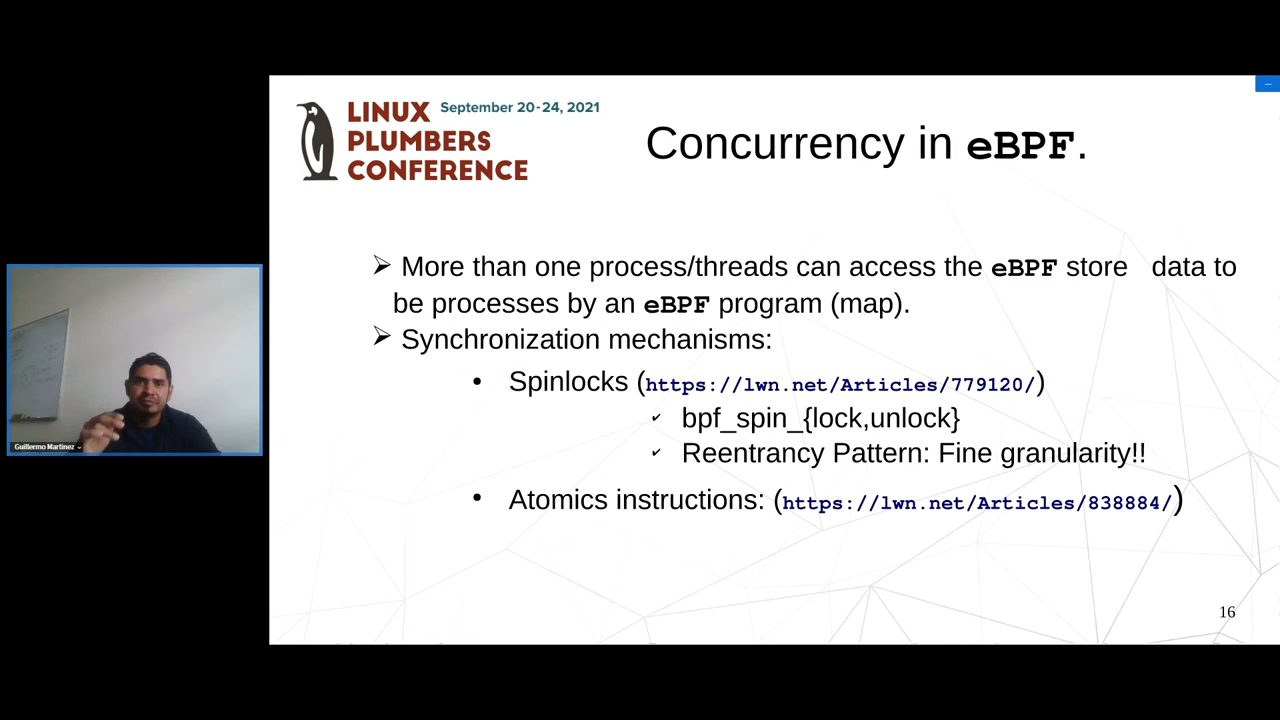 LINUX September 20-24, 2021
PLUMBERS
CONFERENCE
Concurrency in eBPF.
➢ More than one process/threads can access the eBPF store data to
be processes by an eBPF program (map).
➢ Synchronization mechanisms:
• Spinlocks (https://lwn.net/Articles/779120/)
✔ bpf_spin_{lock,unlock}
✔ Reentrancy Pattern: Fine granularity!!
• Atomics instructions: (https://lwn.net/Articles/838884/)
Guillermo Martinez
16